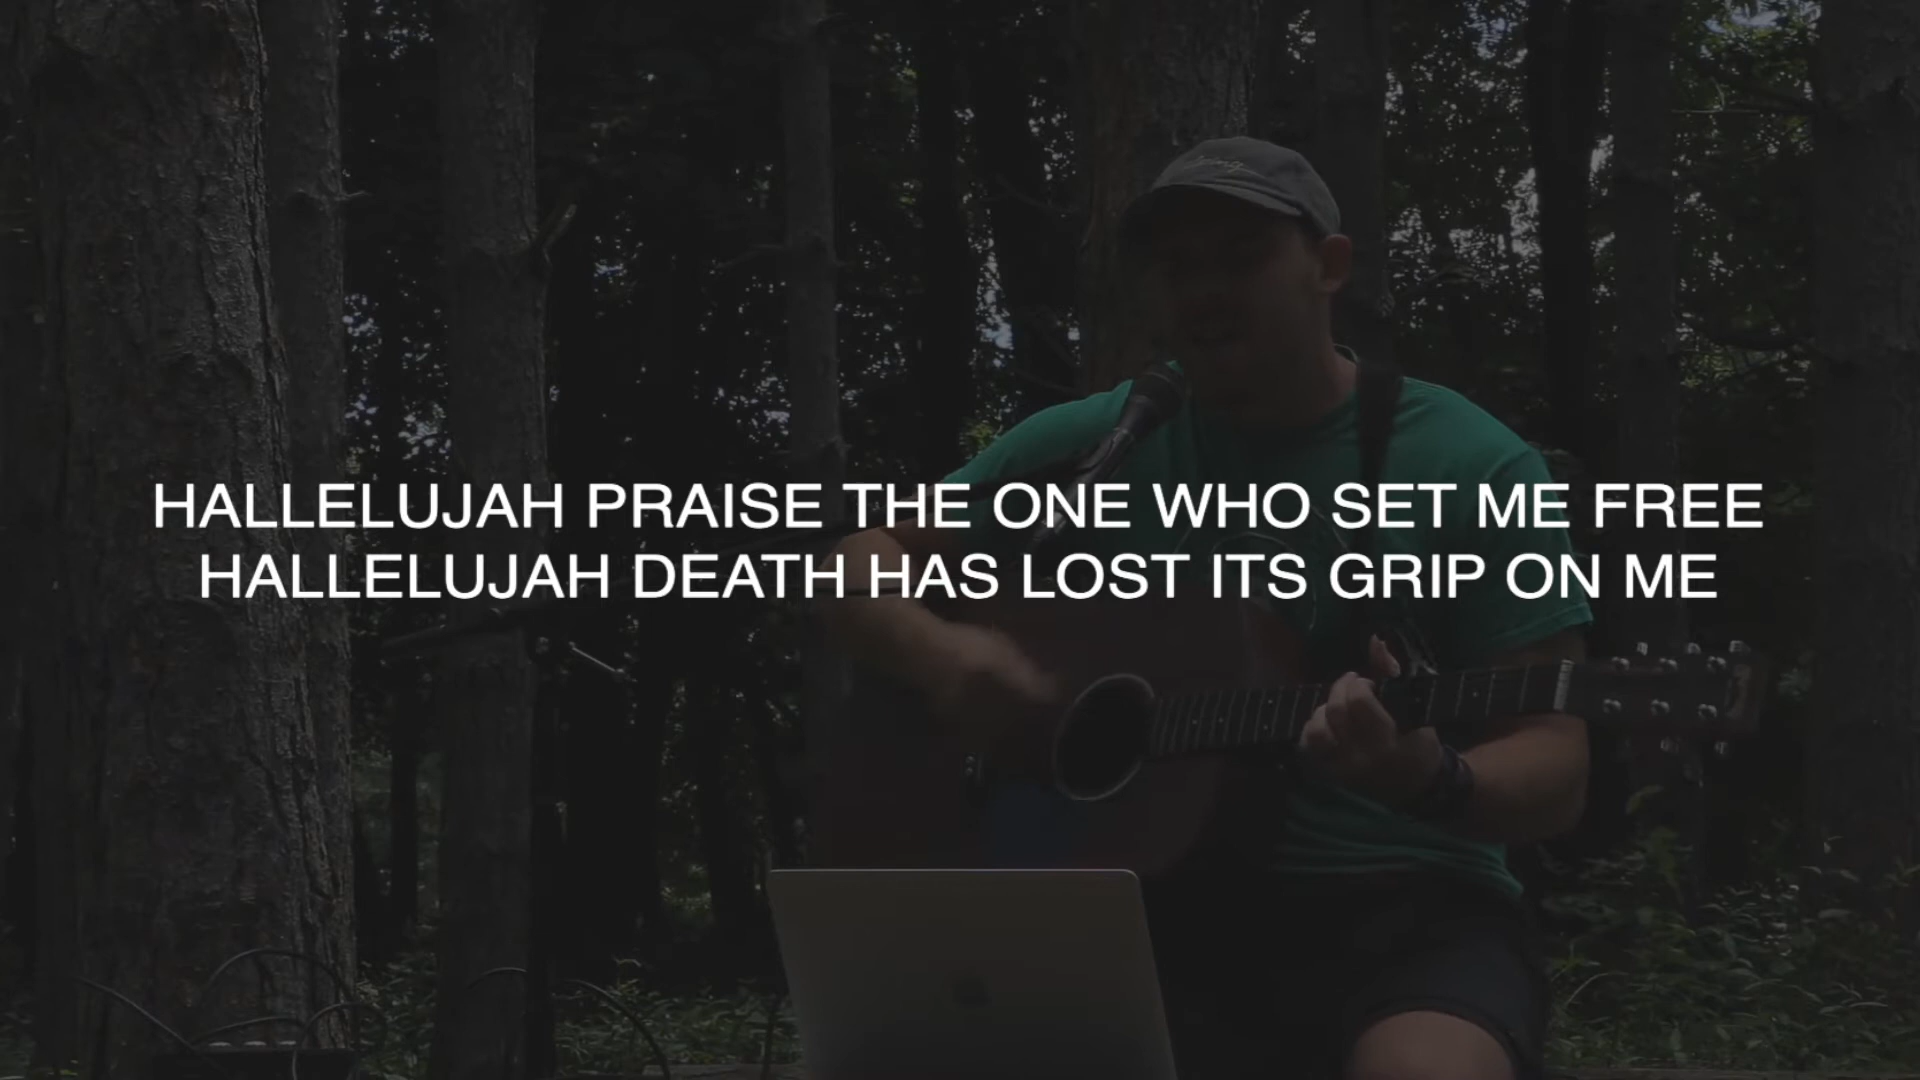 HALLELUJAH PRAISE THE ONE WHO SET ME FREE
HALLELUJAH DEATH HAS LOST ITS GRIP ON ME